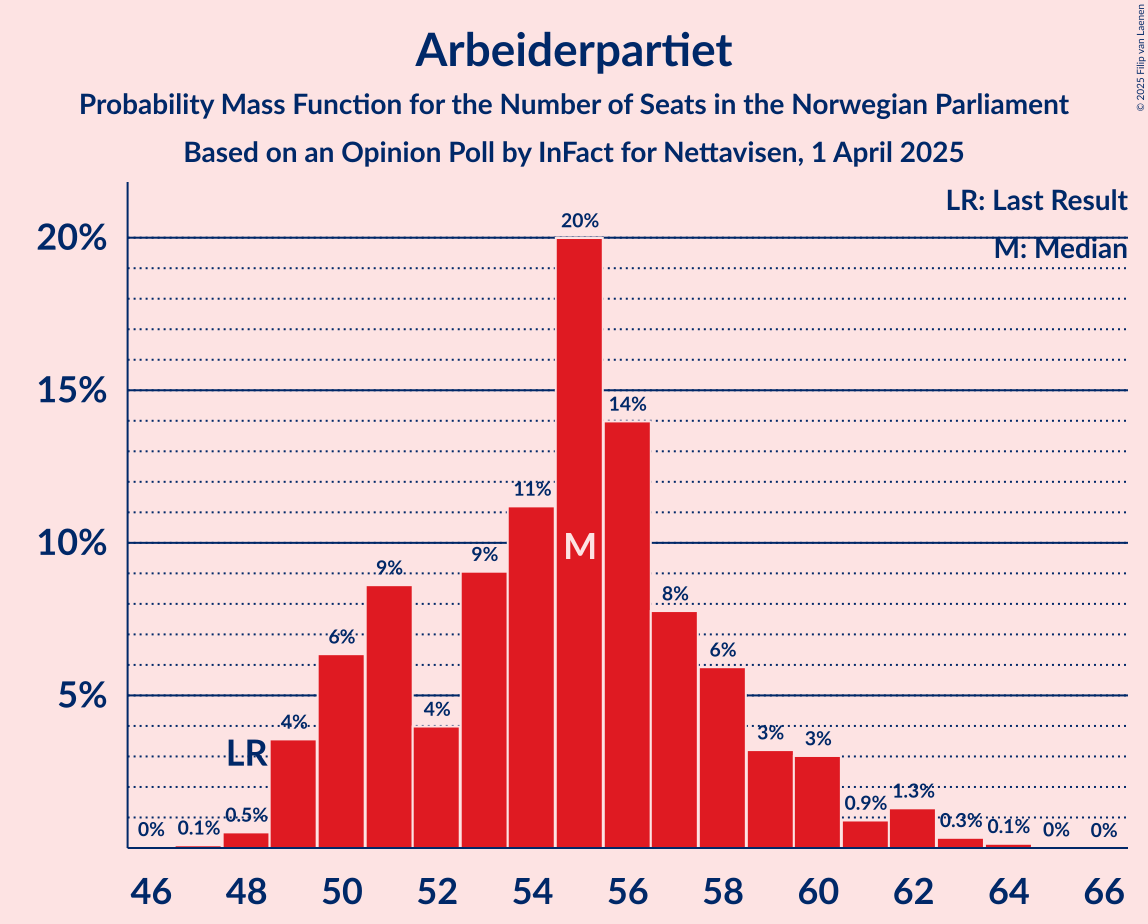 Arbeiderpartiet
Probability Mass Function for the Number of Seats in the Norwegian Parliament
Based on an Opinion Poll by InFact for Nettavisen, 1 April 2025
© 2025 Filip van Laenen
LR: Last Result
M: Median
20%
15%
10%
5%
0%
0.1%
0.5%
4%
6%
9%
4%
9%
11%
20%
14%
8%
6%
3%
3%
0.9%
1.3%
0.3%
0.1%
0%
0%
LR
M
46 48 50 52 54 56 58 60 62 64 66